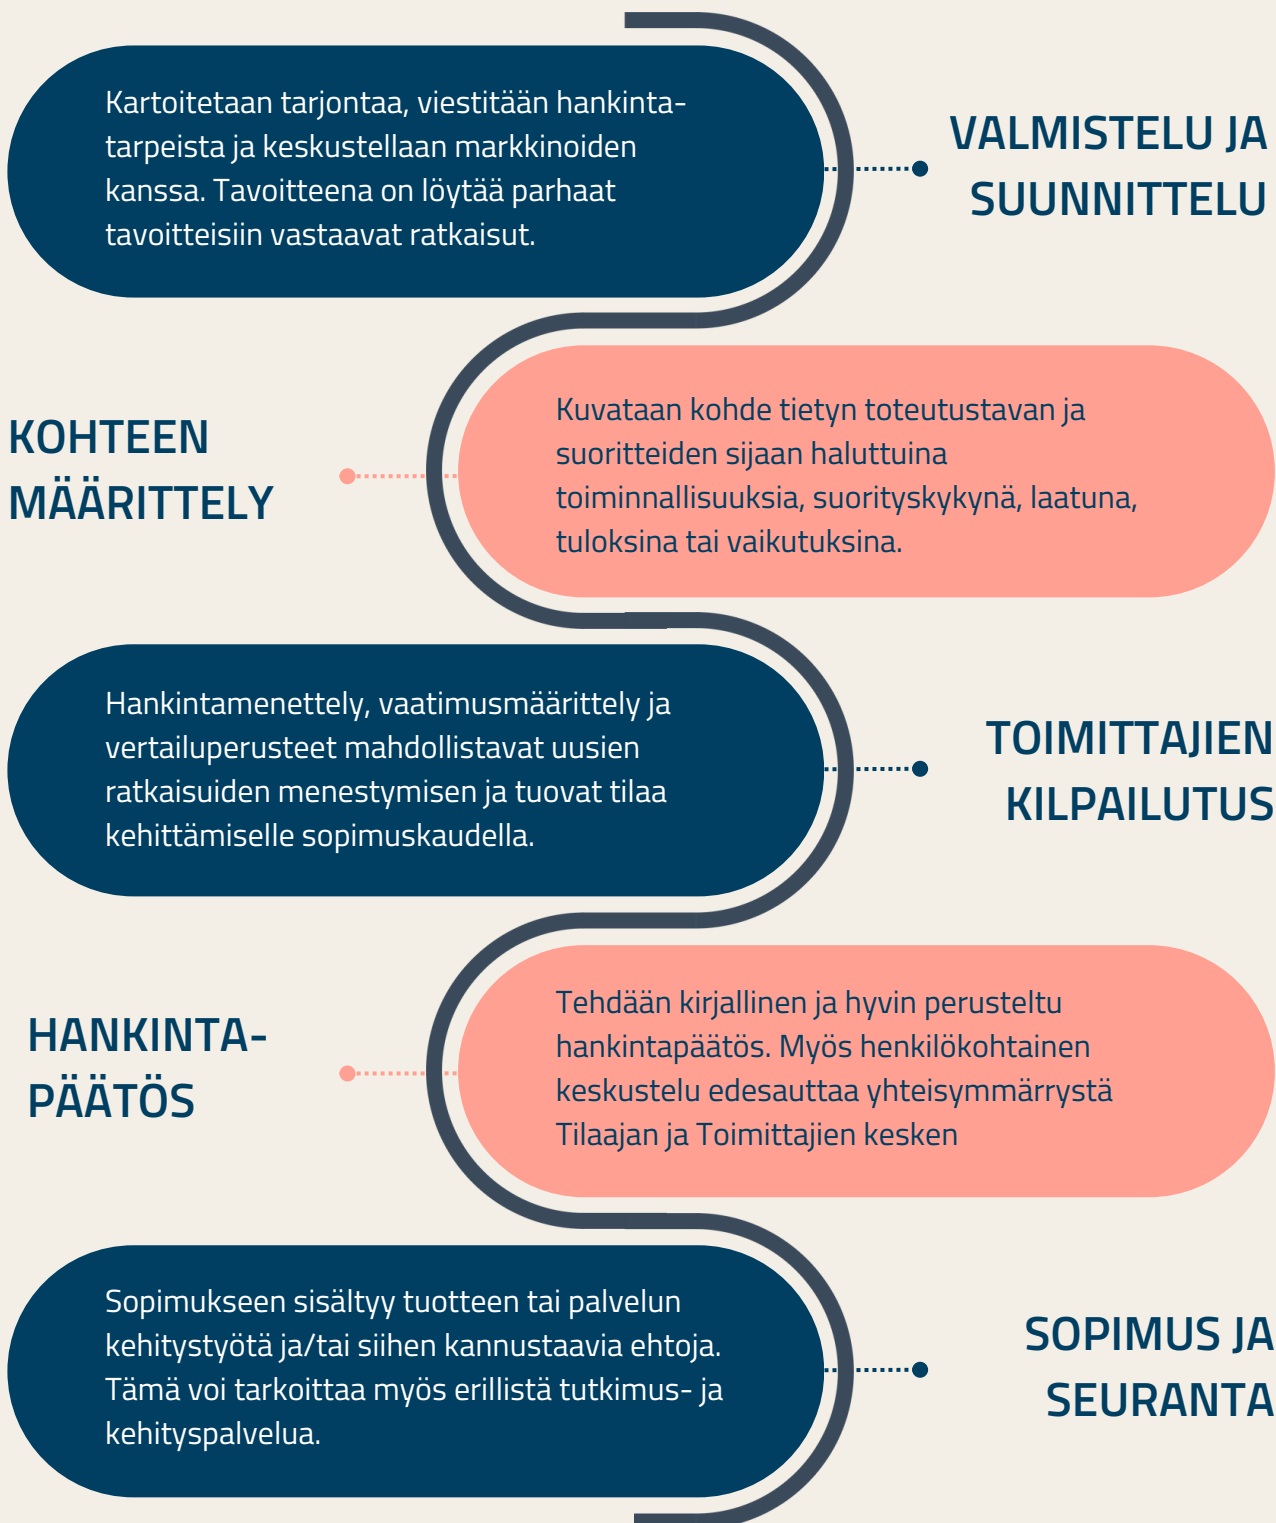 Kartoitetaan tarjontaa, viestitään hankinta-
tarpeista ja keskustellaan markkinoiden
kanssa. Tavoitteena on löytää parhaat
tavoitteisiin vastaavat ratkaisut.
VALMISTELU JA
SUUNNITTELU
KOHTEEN
MÄÄRITTELY
Kuvataan kohde tietyn toteutustavan ja
suoritteiden sijaan haluttuina
toiminnallisuuksia, suorityskykynä, laatuna,
tuloksina tai vaikutuksina.
Hankintamenettely, vaatimusmäärittely ja
vertailuperusteet mahdollistavat uusien
ratkaisuiden menestymisen ja tuovat tilaa
kehittämiselle sopimuskaudella.
TOIMITTAJIEN
KILPAILUTUS
HANKINTA-
PÄÄTÖS
Tehdään kirjallinen ja hyvin perusteltu
hankintapäätös. Myös henkilökohtainen
keskustelu edesauttaa yhteisymmärrystä
Tilaajan ja Toimittajien kesken
Sopimukseen sisältyy tuotteen tai palvelun
kehitystyötä ja/tai siihen kannustaavia ehtoja.
Tämä voi tarkoittaa myös erillistä tutkimus- ja
kehityspalvelua.
SOPIMUS JA
SEURANTA